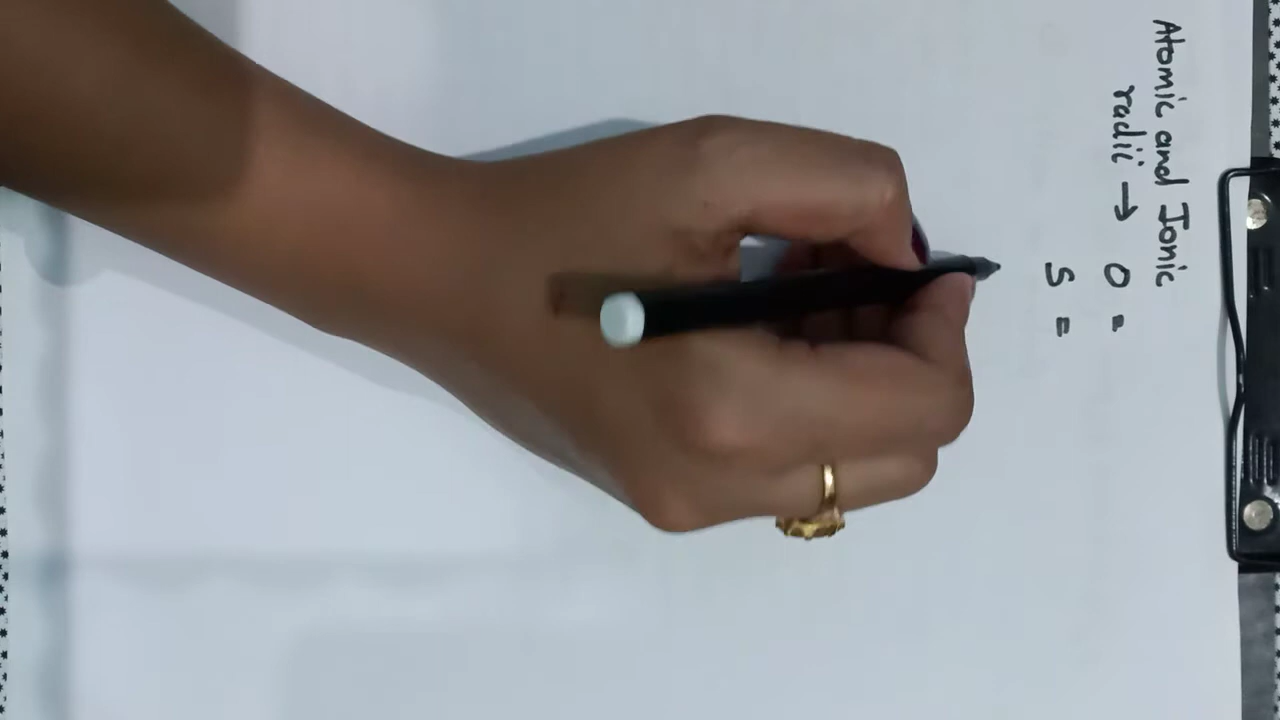 Atomic and Ionic
radii → O =
S =